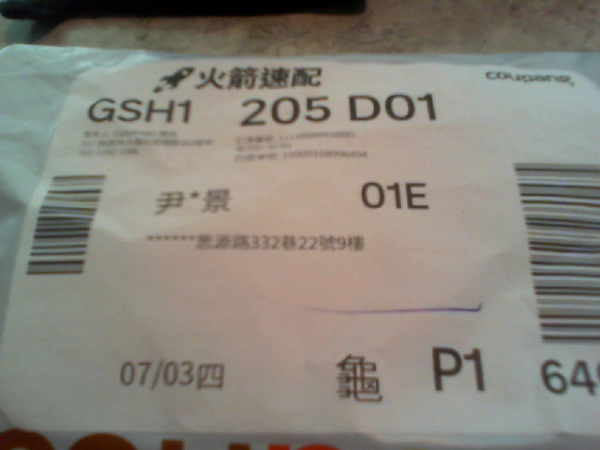 火箭速配
coupang
GSH1 205 D01
尹*景
01E
******思源路332巷22號9樓
07/03四
龜
P1
64